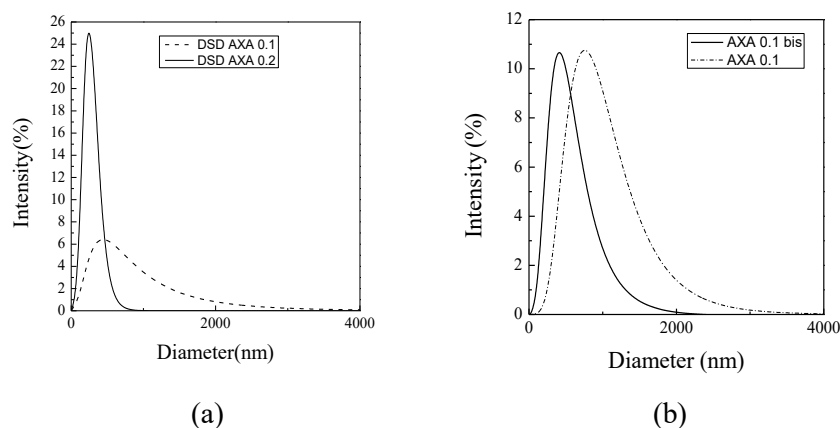 26
24
22
20
18
16
14
12
10
8
6
4
2
0
Intensity(%)
DSD AXA 0.1
DSD AXA 0.2
0 2000 4000
Diameter(nm)
(a)
12
10
8
6
4
2
0
Intensity (%)
AXA 0.1 bis
AXA 0.1
0 2000 4000
Diameter (nm)
(b)